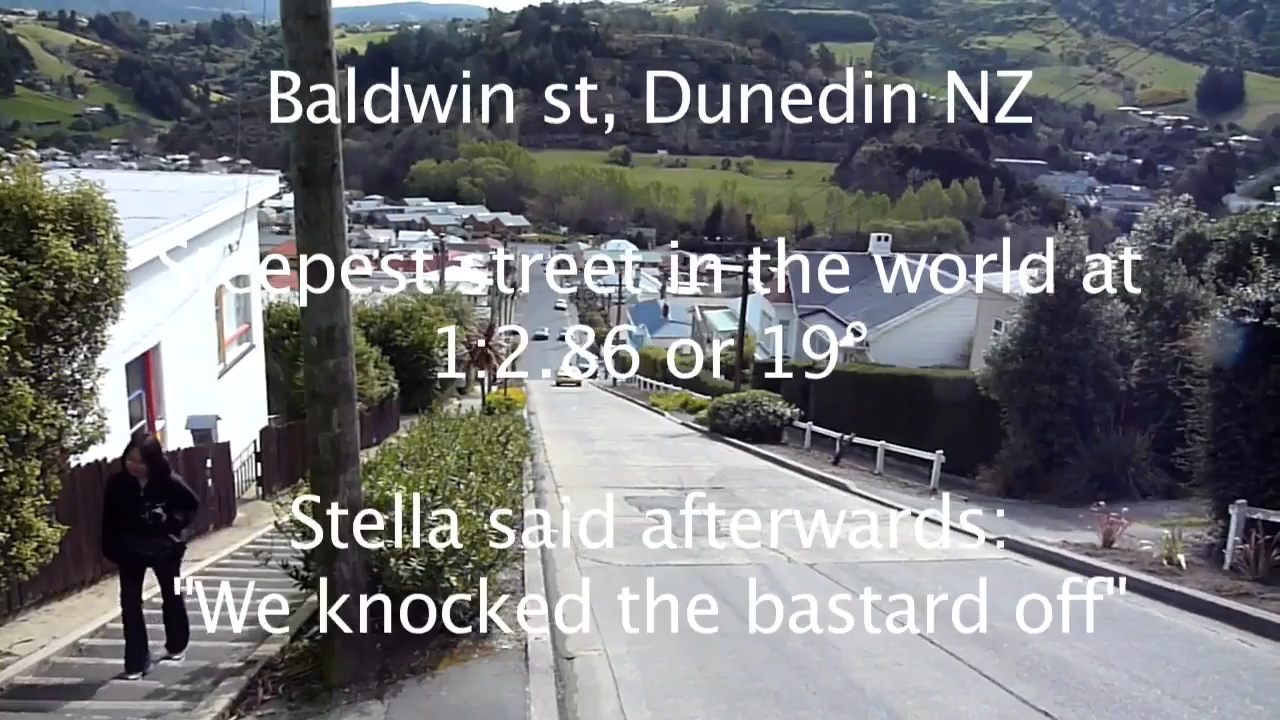 Baldwin st, Dunedin NZ
Steepest street in the world at
1:2.86 or 19°
Stella said afterwards:
"We knocked the bastard off"